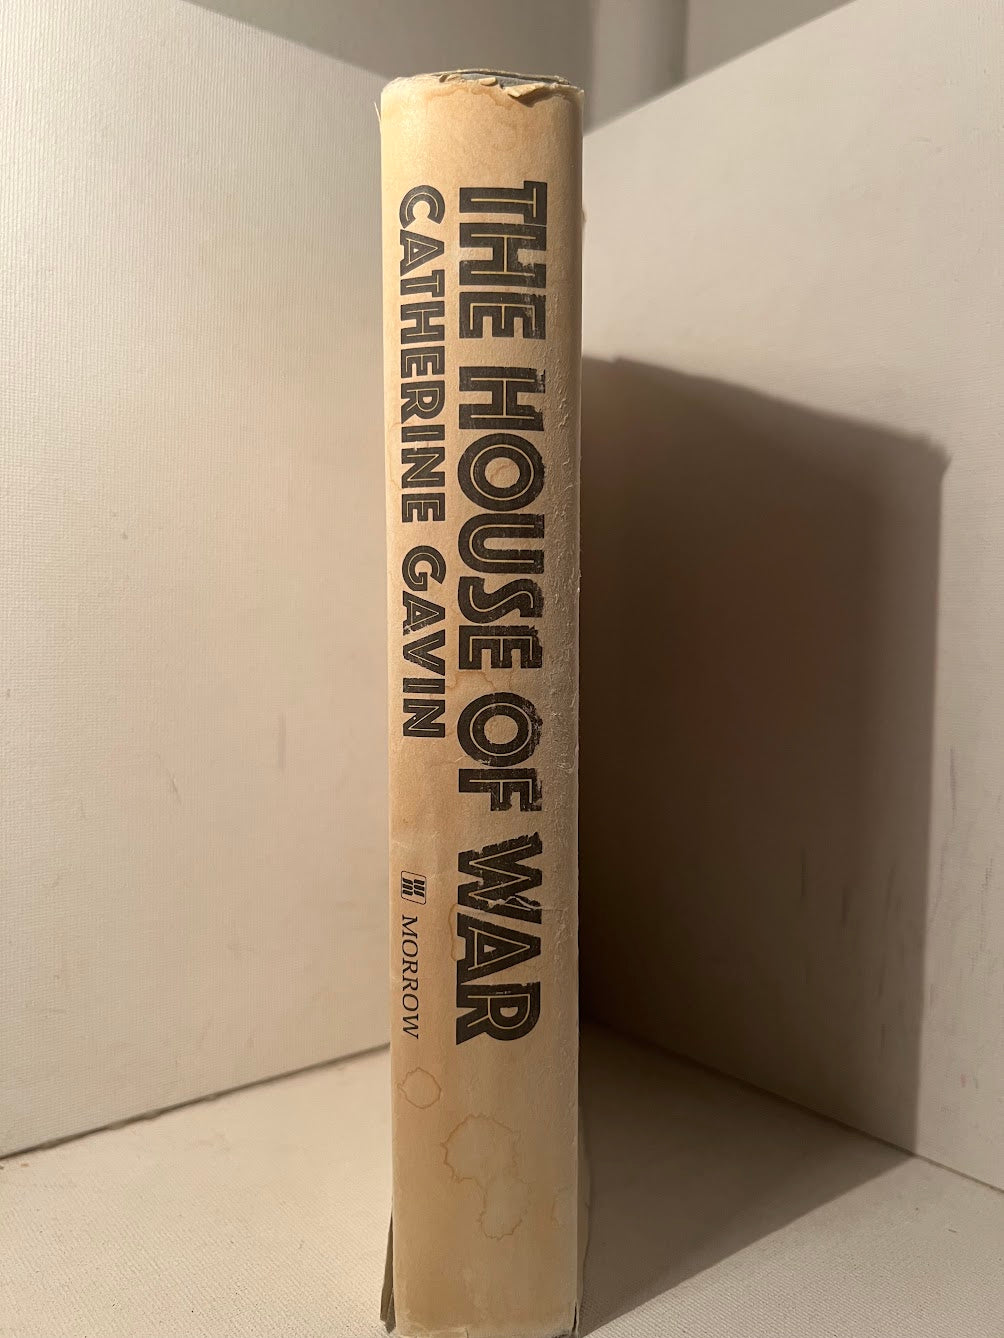 THE HOUSE OF WAR
CATHERINE GAVIN
MORROW